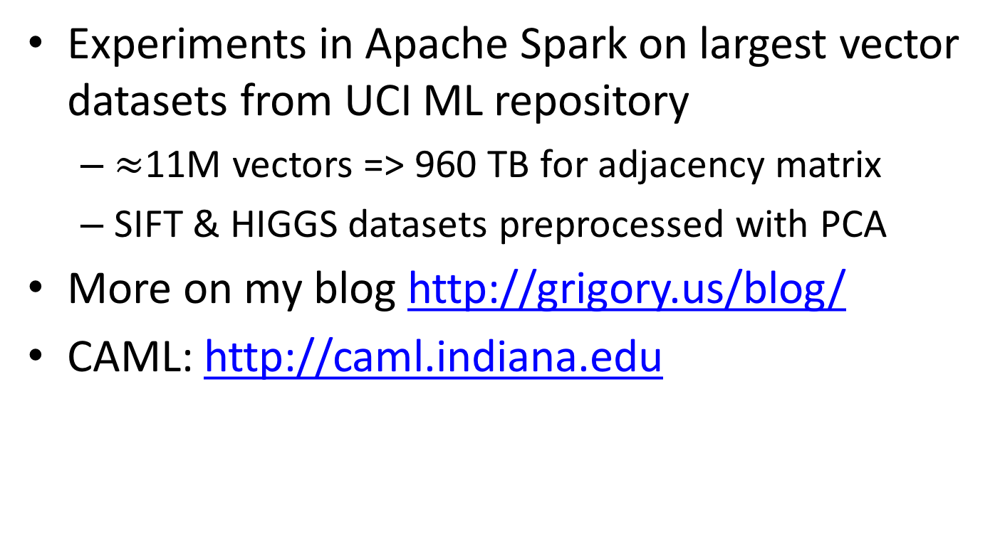 • Experiments in Apache Spark on largest vector
datasets from UCI ML repository
– ≈11M vectors => 960 TB for adjacency matrix
– SIFT & HIGGS datasets preprocessed with PCA
• More on my blog http://grigory.us/blog/
• CAML: http://caml.indiana.edu